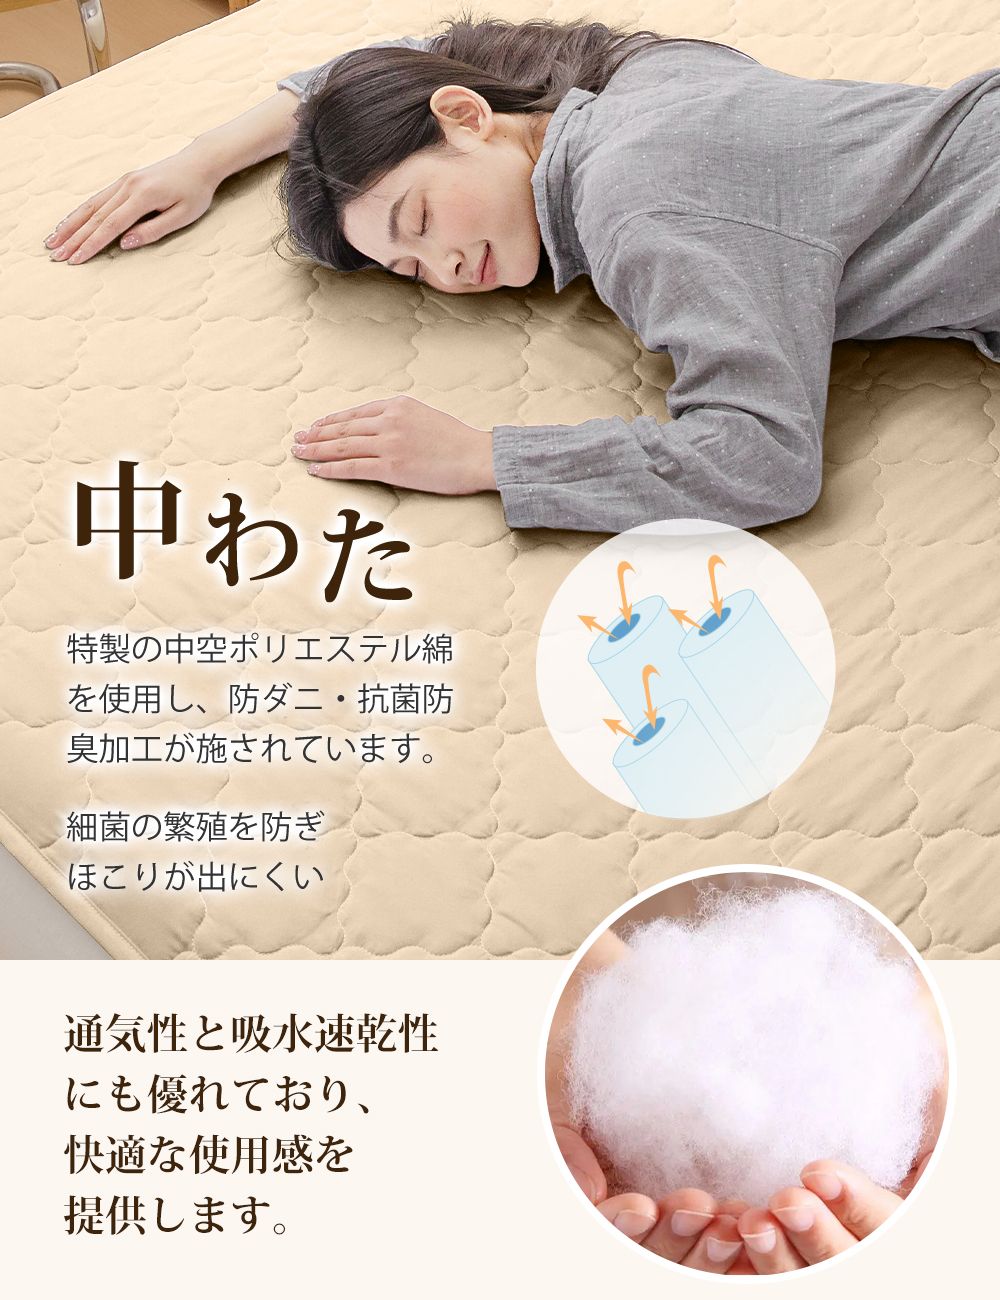 中わた
特製の中空ポリエステル綿
を使用し、防ダニ・抗菌防
臭加工が施されています。
細菌の繁殖を防ぎ
ほこりが出にくい
通気性と吸水速乾性
にも優れており、
快適な使用感を
提供します。